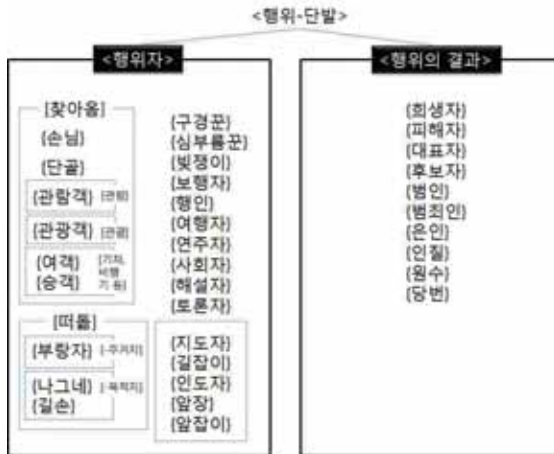 <행위-단발>
<행위자>
[찾아옴]
{손님}
{단골}
{관람객} [관람]
{관광객} [관광]
{여객} [기차,
{승객} 비행
기 등]
[떠돎]
{부랑자} [-주거지]
{나그네} [-목적지]
{길손}
{구경꾼}
{심부름꾼}
{빚쟁이}
{보행자}
{행인}
{여행자}
{연주자}
{사회자}
{해설자}
{토론자}
{지도자}
{길잡이}
{인도자}
{앞장}
{앞잡이}
<행위의 결과>
{희생자}
{피해자}
{대표자}
{후보자}
{범인}
{범죄인}
{은인}
{인질}
{원수}
{당번}